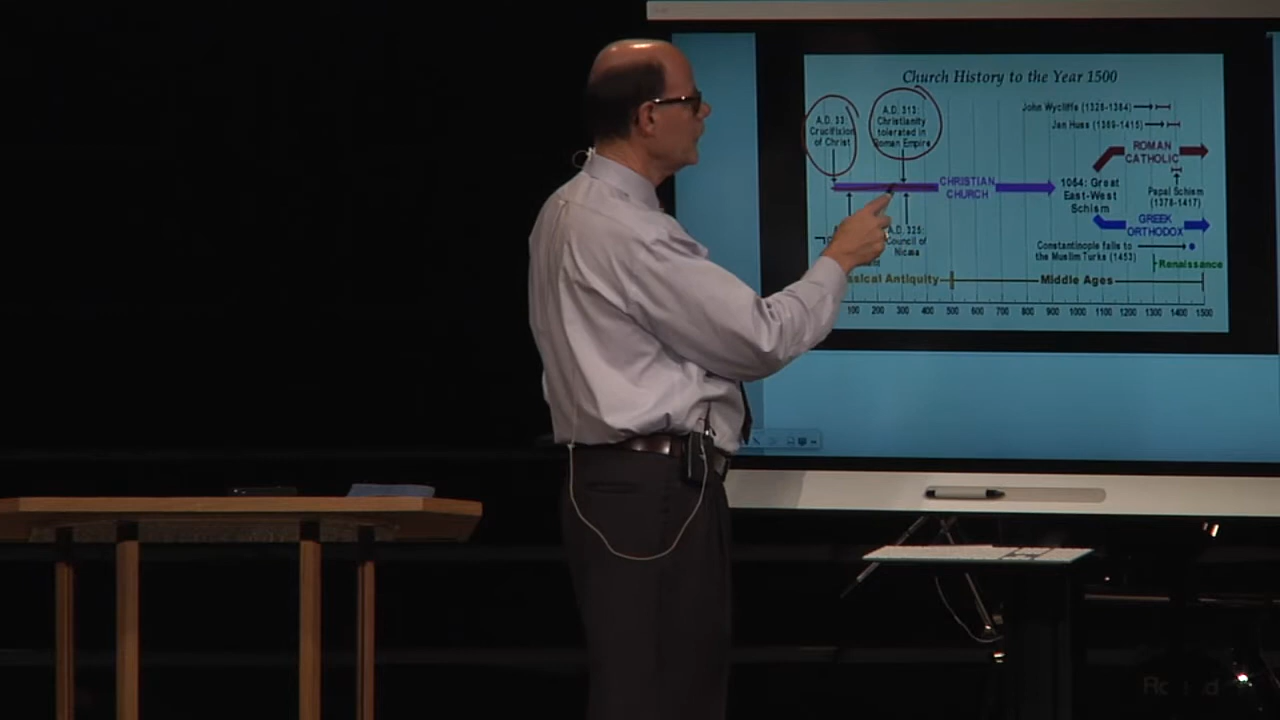 Church History to the Year 1500
A.D. 33:
Crucifixion
of Christ
A.D. 313:
Christianity
tolerated in
Roman Empire
John Wycliffe (1328-1384)
Jan Huss (1369-1415)
ROMAN
CATHOLIC
CHRISTIAN
CHURCH
1054: Great
East-West
Schism
Papal Schism
(1378-1417)
A.D. 325:
Council of
Nicea
GREEK
ORTHODOX
Constantinople falls to
the Muslim Turks (1453)
Renaissance
sical Antiquity
Middle Ages
100 200 300 400 500 600 700 800 900 1000 1100 1200 1300 1400 1500